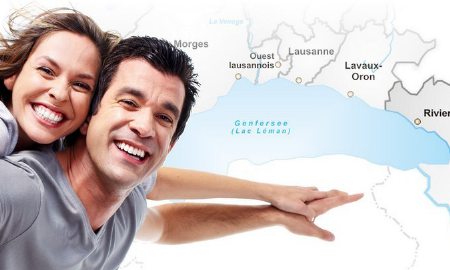 La Venoge
Morges
Ouest
lausannois
Lausanne
Lavaux-
Oron
Rivier
Genfersee
(Lac Léman)